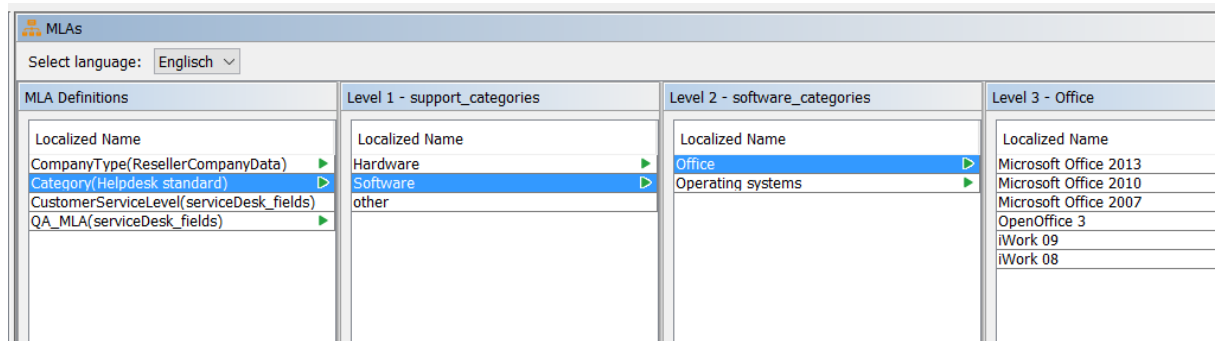 MLAs
Select language: Englisch
MLA Definitions
Localized Name
CompanyType(ResellerCompanyData)
Category(Helpdesk standard)
CustomerServiceLevel(serviceDesk_fields)
QA_MLA(serviceDesk_fields)
Level 1 - support_categories
Localized Name
Hardware
Software
other
Level 2 - software_categories
Localized Name
Office
Operating systems
Level 3 - Office
Localized Name
Microsoft Office 2013
Microsoft Office 2010
Microsoft Office 2007
OpenOffice 3
iWork 09
iWork 08